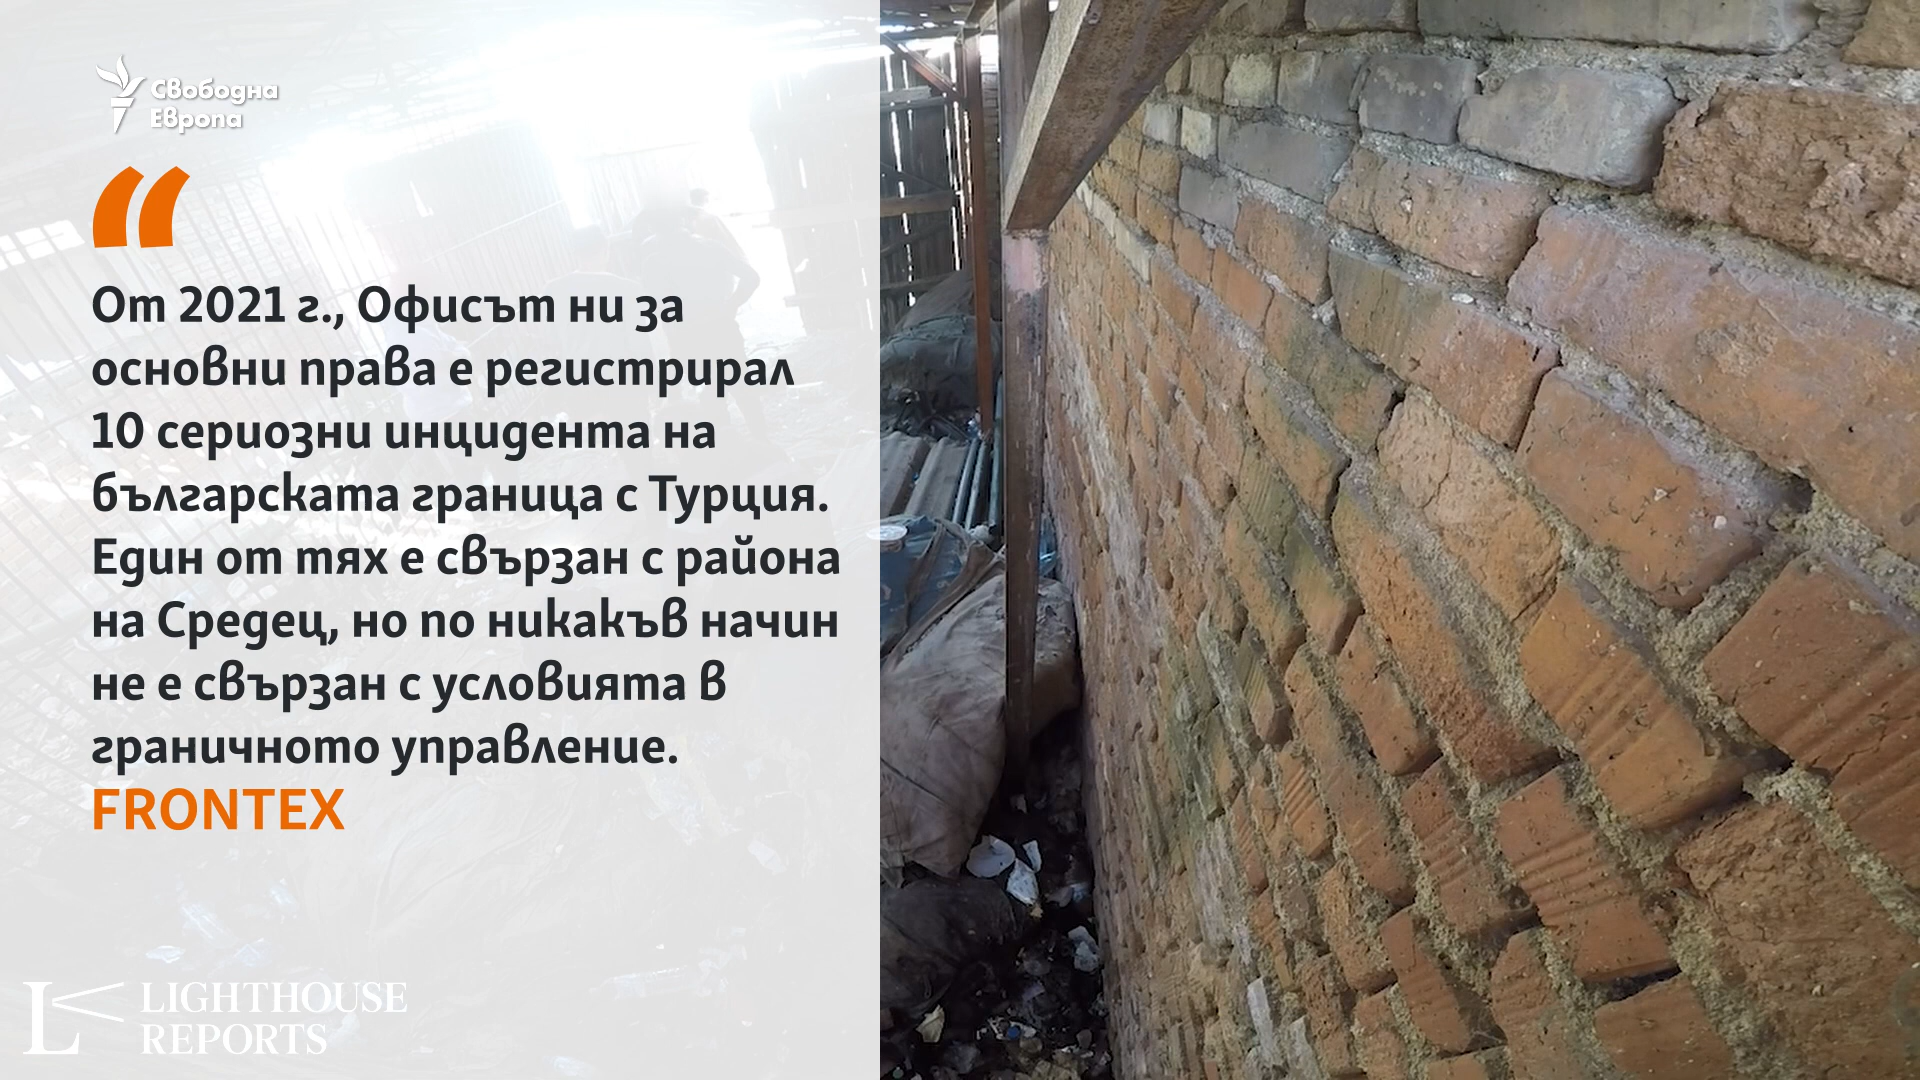 Свободна
Европа
“
От 2021 г., Офисът ни за
основни права е регистрирал
10 сериозни инцидента на
българската граница с Турция.
Един от тях е свързан с района
на Средец, но по никакъв начин
не е свързан с условията в
граничното управление.
FRONTEX
LIGHTHOUSE
REPORTS